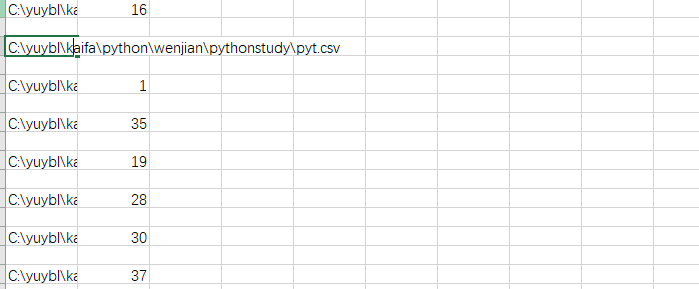 C:\yuybl\ka 16
C:\yuybl\kaifa\python\wenjian\pythonstudy\pyt.csv
C:\yuybl\ka 1
C:\yuybl\ka 35
C:\yuybl\ka 19
C:\yuybl\ka 28
C:\yuybl\ka 30
C:\yuybl\ka 37